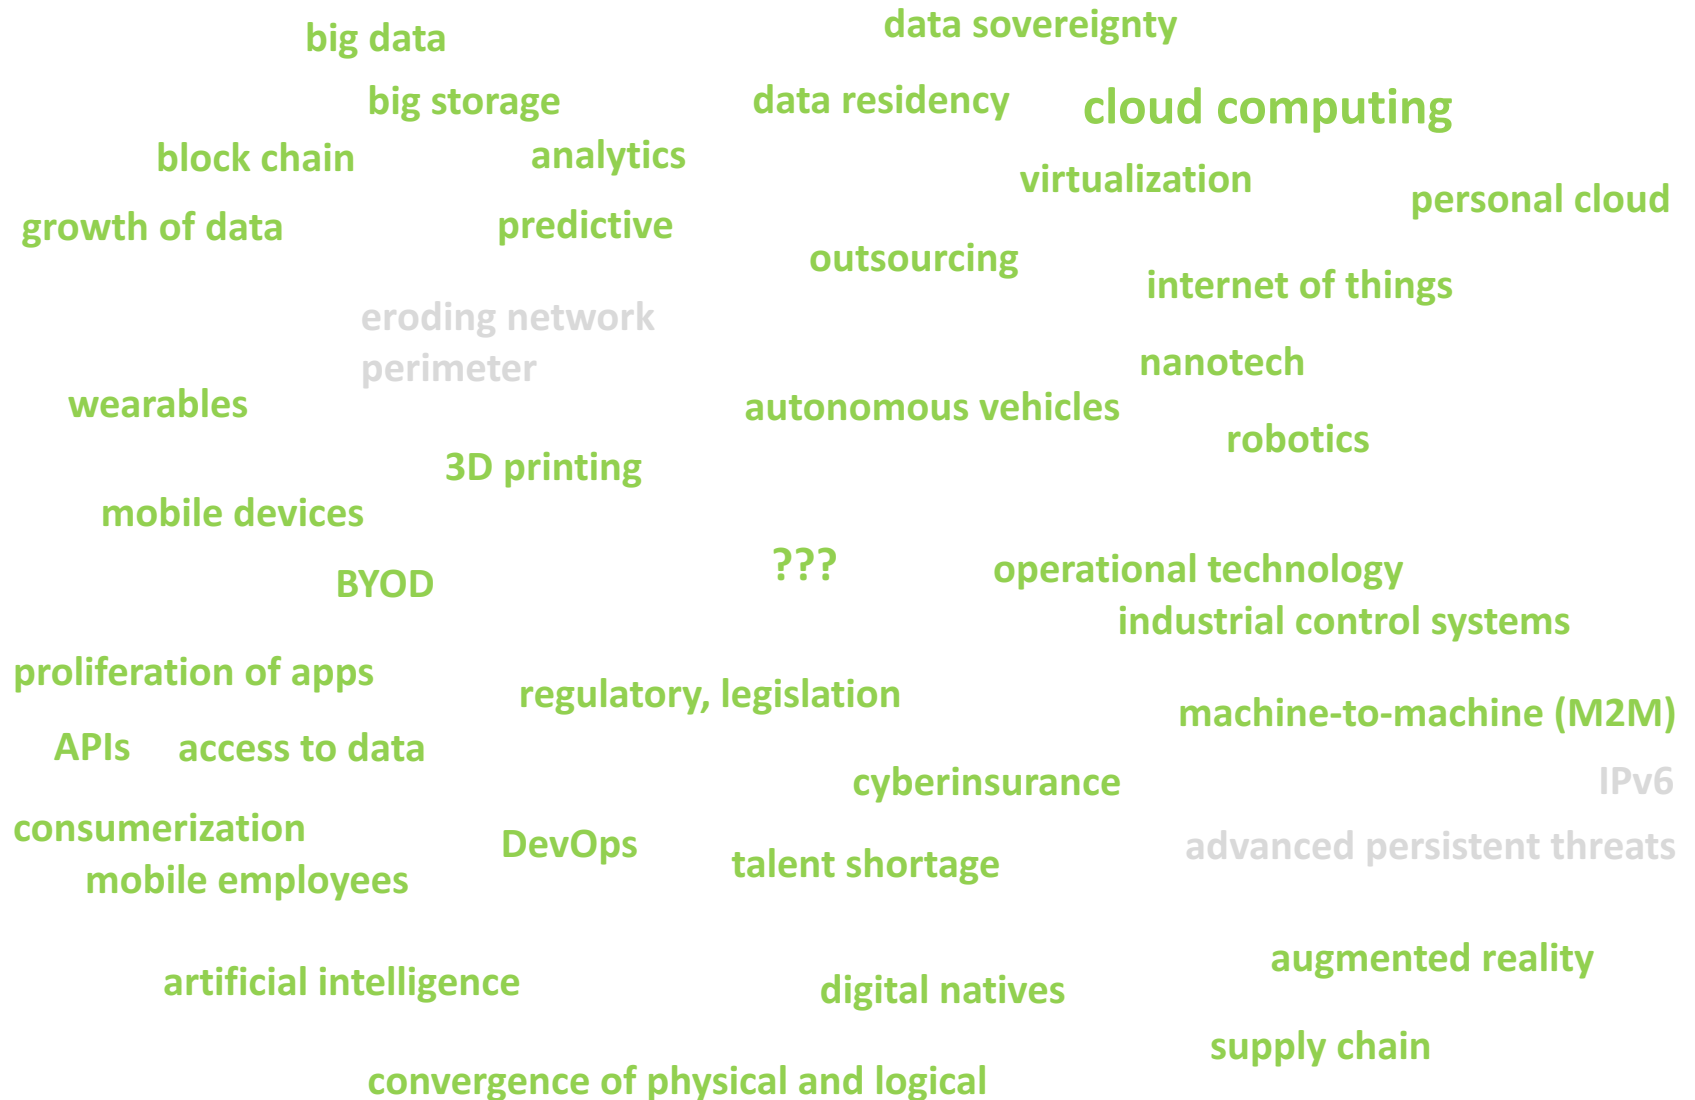 big data
data sovereignty
big storage
data residency
cloud computing
block chain
analytics
virtualization
personal cloud
growth of data
predictive
outsourcing
internet of things
eroding network
perimeter
nanotech
wearables
autonomous vehicles
robotics
3D printing
mobile devices
???
operational technology
BYOD
industrial control systems
proliferation of apps
regulatory, legislation
machine-to-machine (M2M)
APIs
access to data
cyberinsurance
IPv6
consumerization
DevOps
advanced persistent threats
talent shortage
mobile employees
augmented reality
artificial intelligence
digital natives
supply chain
convergence of physical and logical